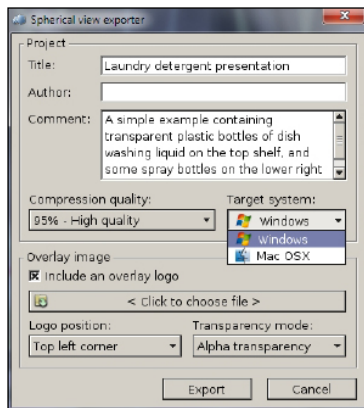 Spherical view exporter
Project
Title: Laundry detergent presentation
Author:
Comment: A simple example containing
transparent plastic bottles of dish
washing liquid on the top shelf, and
some spray bottles on the lower right
Compression quality: Target system:
95% - High quality Windows
Windows
Mac OSX
Overlay image
Include an overlay logo
< Click to choose file >
Logo position: Transparency mode:
Top left corner Alpha transparency
Export Cancel